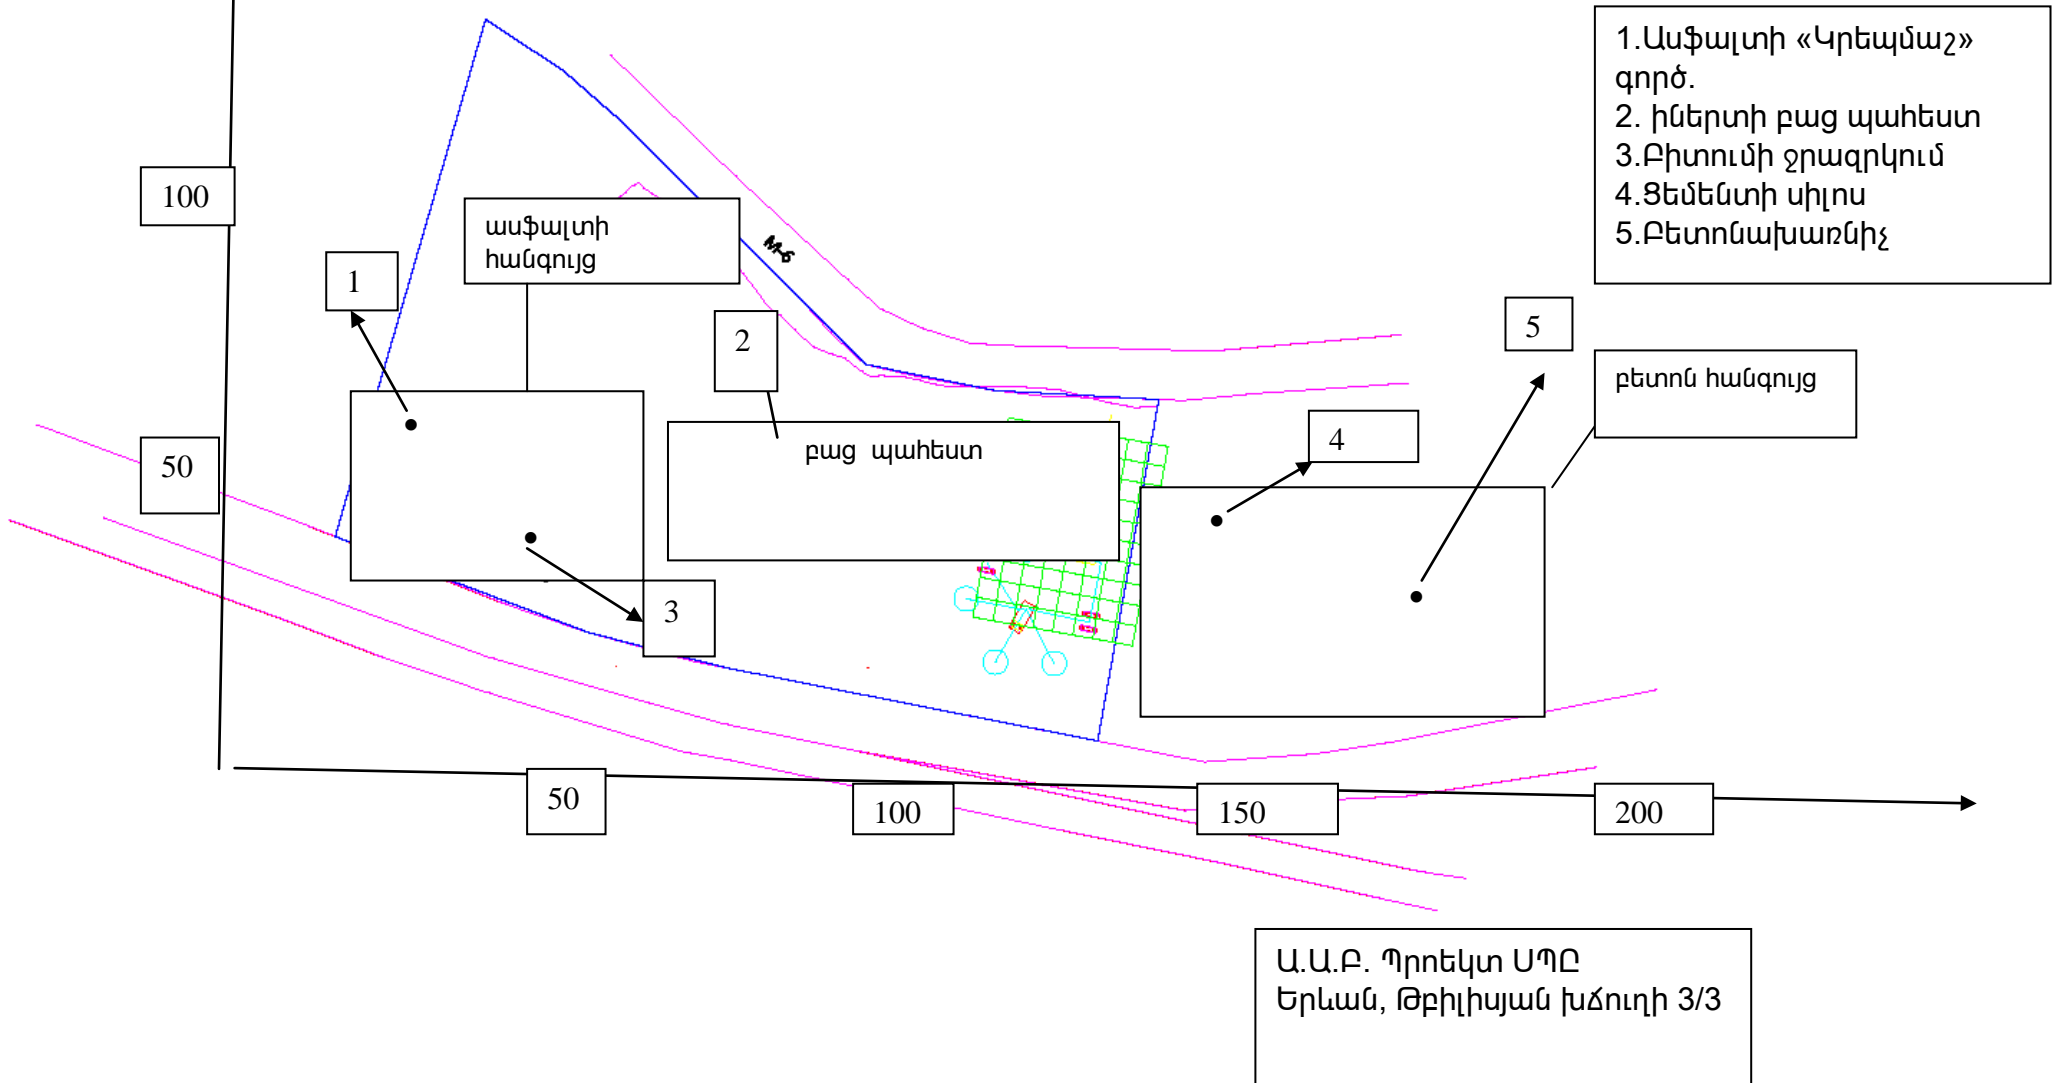 1.Ասֆալտի «Կրեպմաշ»
գործ.
2. իներտի բաց պահեստ
3.Բիտումի ջրազրկում
4.Ցեմենտի սիլոս
5.Բետոնախառնիչ
100
ասֆալտի
հանգույց
M-6
1
2
5
բետոն հանգույց
4
բաց պահեստ
50
3
50
100
150
200
Ա.Ա.Բ. Պրոեկտ ՍՊԸ
Երևան, Թբիլիսյան խճուղի 3/3